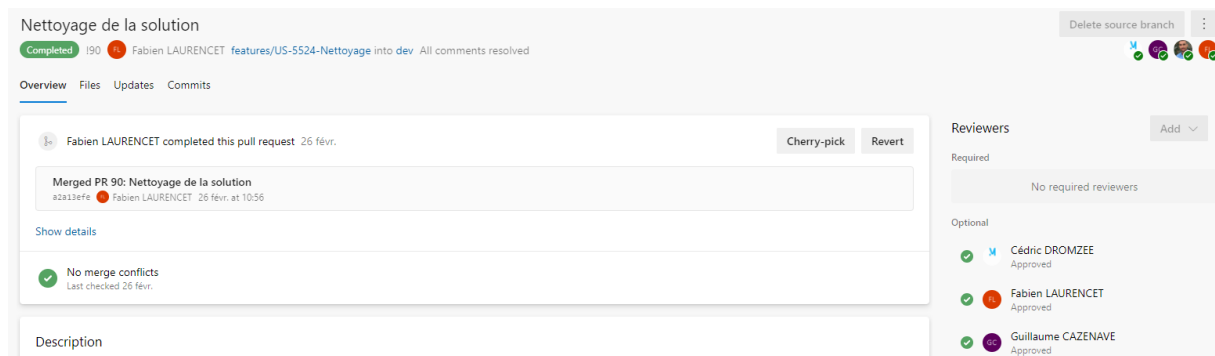 Nettoyage de la solution
Delete source branch
Completed !90 FL Fabien LAURENCET features/US-5524-Nettoyage into dev All comments resolved
GC
Overview Files Updates Commits
Fabien LAURENCET completed this pull request 26 févr.
Cherry-pick Revert
Merged PR 90: Nettoyage de la solution
a2a13efe Fabien LAURENCET 26 févr. at 10:56
Show details
No merge conflicts
Last checked 26 févr.
Description
Reviewers
Add
Required
No required reviewers
Optional
Cédric DROMZEE
Approved
FL Fabien LAURENCET
Approved
GC Guillaume CAZENAVE
Approved